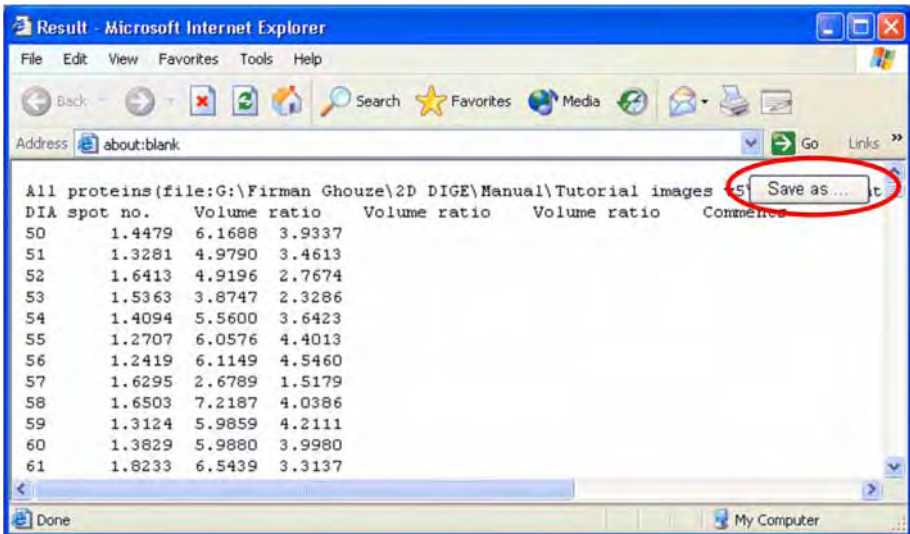 Result - Microsoft Internet Explorer
File Edit View Favorites Tools Help
Back Search Favorites Media
Address about:blank Go Links »
All proteins(file:G:\Firman Ghouze\2D DIGE\Manual\Tutorial images Save as ...
DIA spot no. Volume ratio Volume ratio Volume ratio Comments
50 1.4479 6.1688 3.9337
51 1.3281 4.9790 3.4613
52 1.6413 4.9196 2.7674
53 1.5363 3.8747 2.3286
54 1.4094 5.5600 3.6423
55 1.2707 6.0576 4.4013
56 1.2419 6.1149 4.5460
57 1.6295 2.6789 1.5179
58 1.6503 7.2187 4.0386
59 1.3124 5.9859 4.2111
60 1.3829 5.9880 3.9980
61 1.8233 6.5439 3.3137
Done My Computer